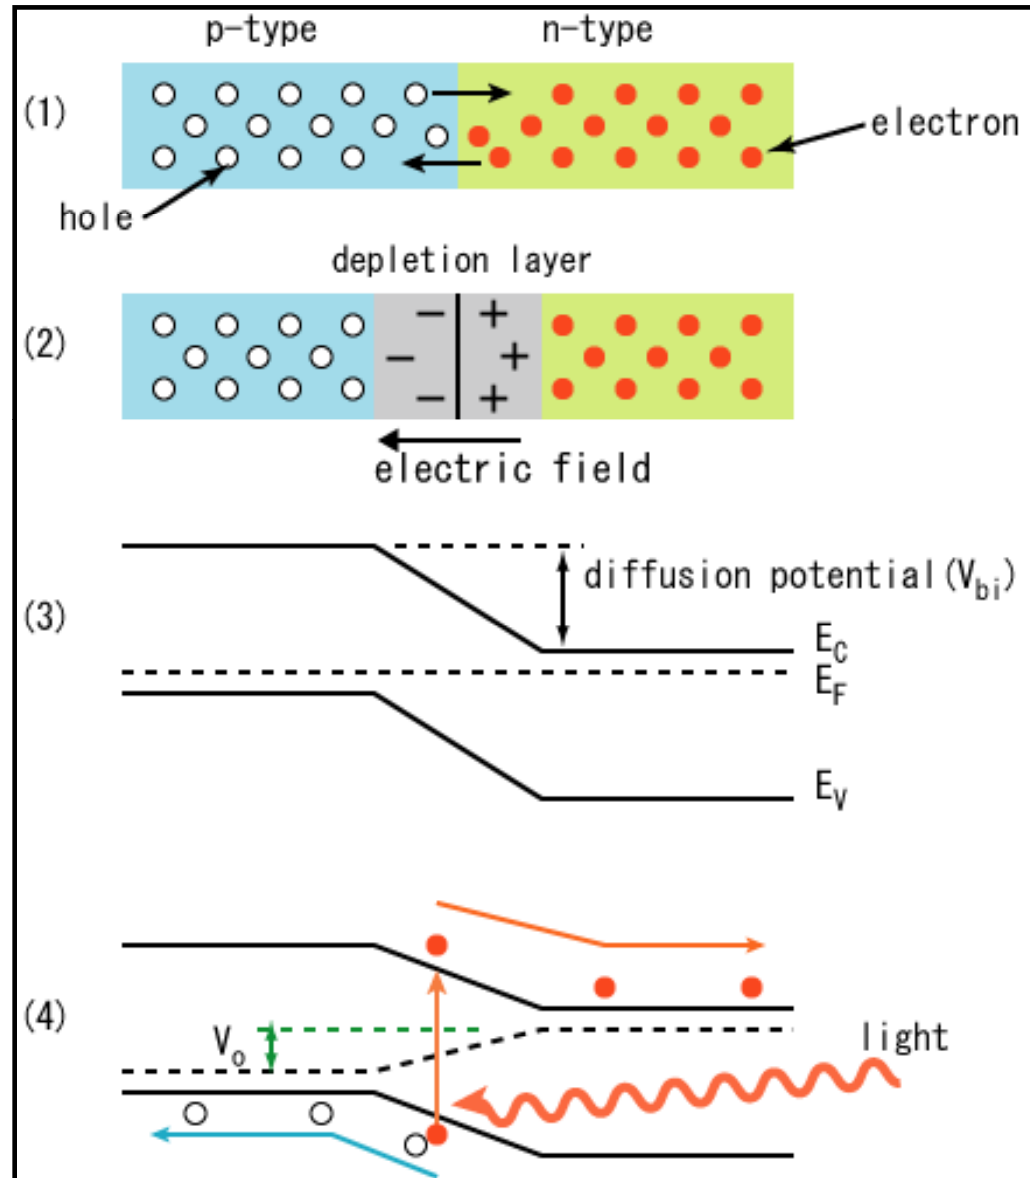 p-type n-type
(1)
electron
hole
depletion layer
(2) − + − + − +
electric field
diffusion potential(Vbi)
(3)
EC
EF
EV
(4)
Vo
light